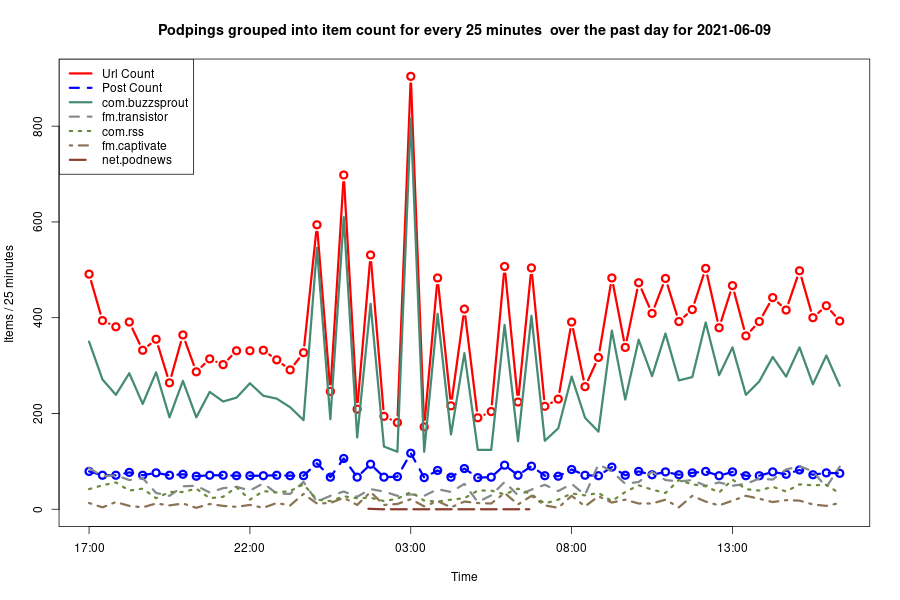 Podpings grouped into item count for every 25 minutes  over the past day for 2021-06-09
Url Count
Post Count
com.buzzsprout
fm.transistor
com.rss
fm.captivate
net.podnews
Items / 25 minutes
800
600
400
200
0
17:00
22:00
03:00
08:00
13:00
Time